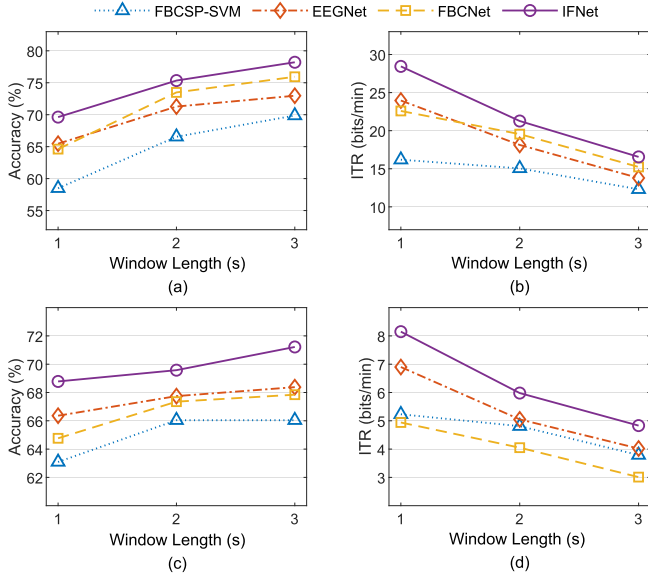 FBCSP-SVM EEGNet FBCNet IFNet
80
75
70
65
60
55
Accuracy (%)
1 2 3
Window Length (s)
(a)
30
25
20
15
10
ITR (bits/min)
1 2 3
Window Length (s)
(b)
72
70
68
66
64
62
Accuracy (%)
1 2 3
Window Length (s)
(c)
8
7
6
5
4
3
ITR (bits/min)
1 2 3
Window Length (s)
(d)